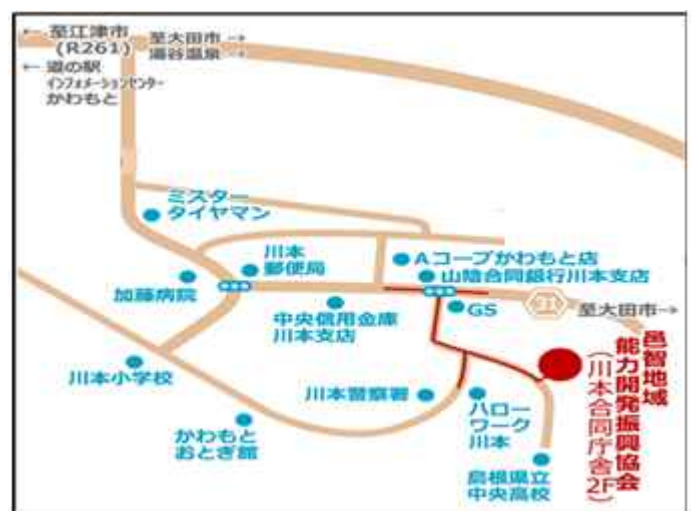 ← 至江津市
(R261)
至大田市 →
湯谷温泉 →
← 道の駅
インフォメーションセンター
かわもと
ミスター
タイヤマン
川本
郵便局
Aコープかわもと店
山陰合同銀行川本支店
加藤病院
中央信用金庫
川本支店
GS
31
至大田市→
川本小学校
川本警察署
ハロー
ワーク
川本
かわもと
おとぎ館
島根県立
中央高校
邑智地域
能力開発振興協会
(川本合同庁舎2F)